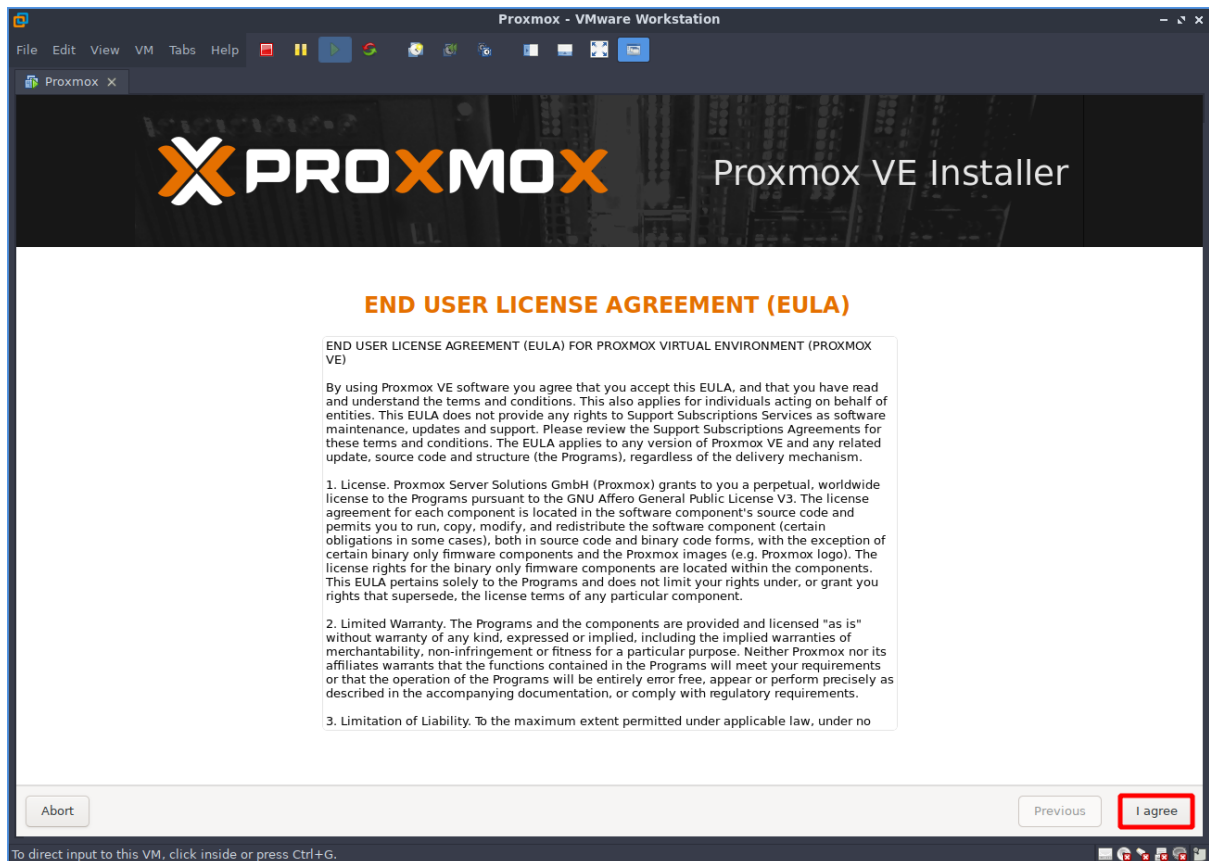 Proxmox - VMware Workstation
File Edit View VM Tabs Help
Proxmox
PROXMOX
Proxmox VE Installer
END USER LICENSE AGREEMENT (EULA)
END USER LICENSE AGREEMENT (EULA) FOR PROXMOX VIRTUAL ENVIRONMENT (PROXMOX
VE)
By using Proxmox VE software you agree that you accept this EULA, and that you have read
and understand the terms and conditions. This also applies for individuals acting on behalf of
entities. This EULA does not provide any rights to Support Subscriptions Services as software
maintenance, updates and support. Please review the Support Subscriptions Agreements for
these terms and conditions. The EULA applies to any version of Proxmox VE and any related
update, source code and structure (the Programs), regardless of the delivery mechanism.
1. License. Proxmox Server Solutions GmbH (Proxmox) grants to you a perpetual, worldwide
license to the Programs pursuant to the GNU Affero General Public License V3. The license
agreement for each component is located in the software component's source code and
permits you to run, copy, modify, and redistribute the software component (certain
obligations in some cases), both in source code and binary code forms, with the exception of
certain binary only firmware components and the Proxmox images (e.g. Proxmox logo). The
license rights for the binary only firmware components are located within the components.
This EULA pertains solely to the Programs and does not limit your rights under, or grant you
rights that supersede, the license terms of any particular component.
2. Limited Warranty. The Programs and the components are provided and licensed "as is"
without warranty of any kind, expressed or implied, including the implied warranties of
merchantability, non-infringement or fitness for a particular purpose. Neither Proxmox nor its
affiliates warrants that the functions contained in the Programs will meet your requirements
or that the operation of the Programs will be entirely error free, appear or perform precisely as
described in the accompanying documentation, or comply with regulatory requirements.
3. Limitation of Liability. To the maximum extent permitted under applicable law, under no
Abort
Previous
I agree
To direct input to this VM, click inside or press Ctrl+G.